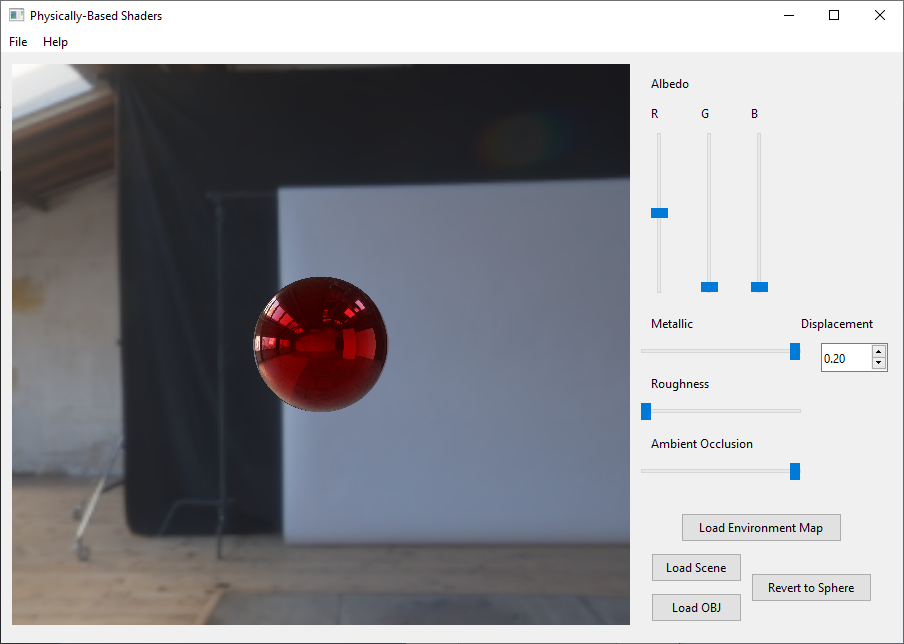 Physically-Based Shaders
File Help
Albedo
R G B
Metallic Displacement
0.20
Roughness
Ambient Occlusion
Load Environment Map
Load Scene
Revert to Sphere
Load OBJ